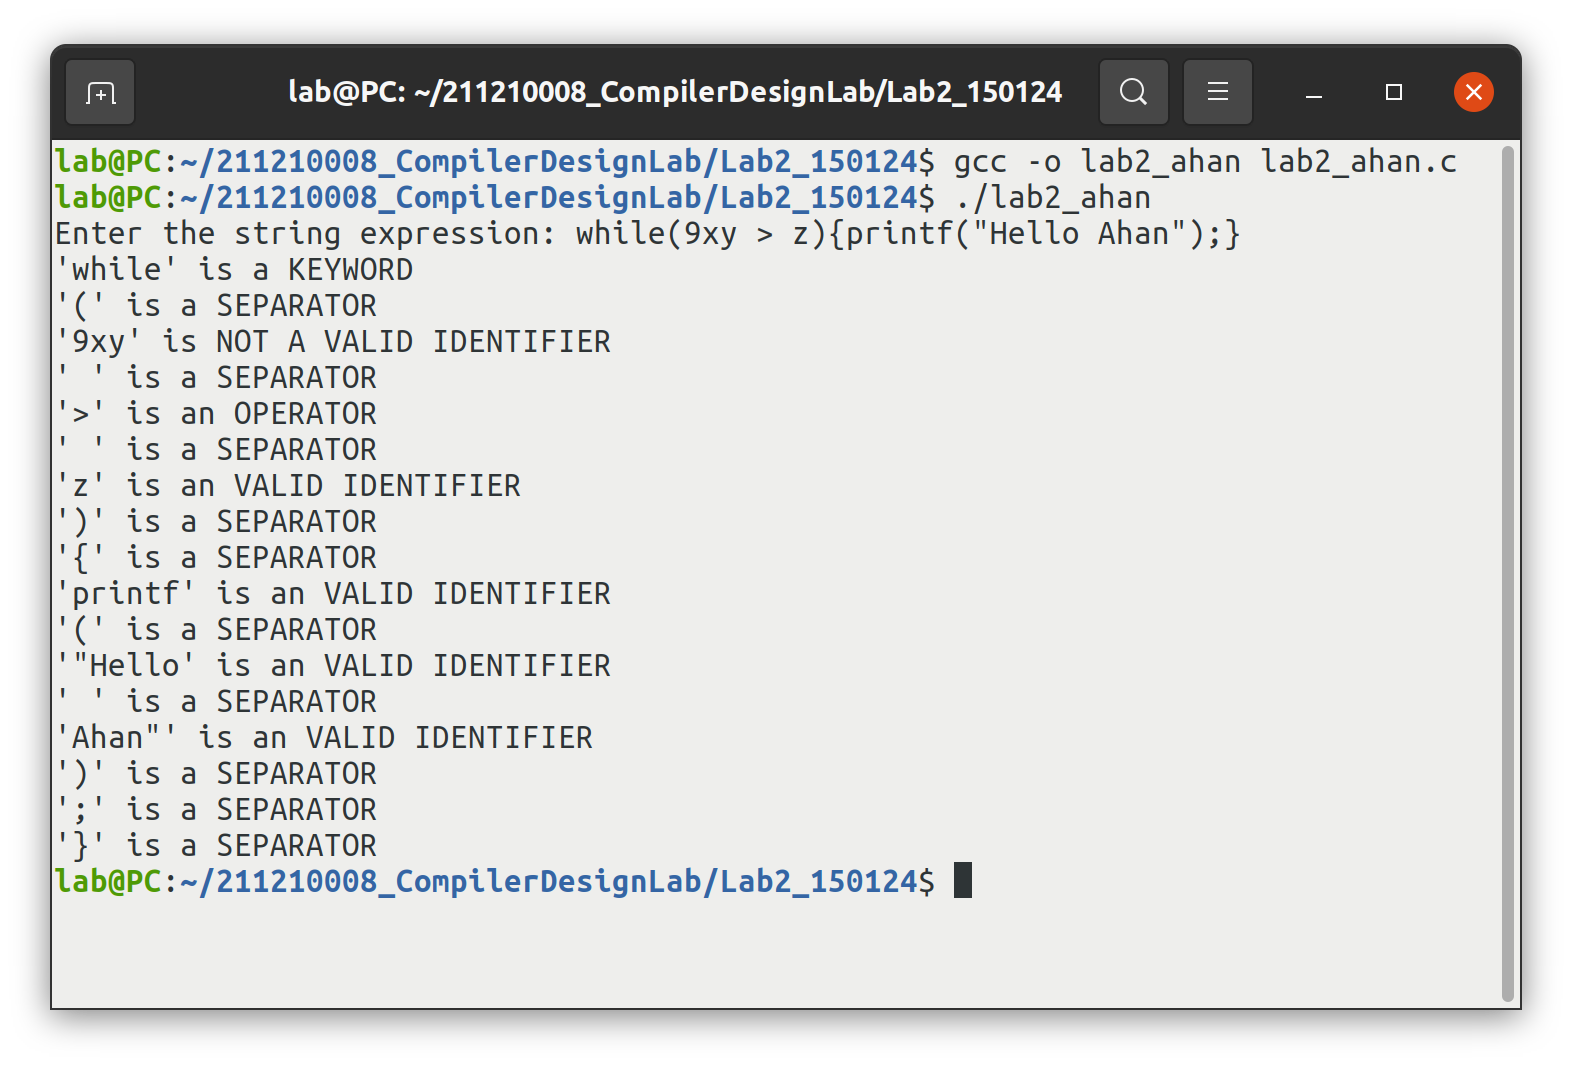 lab@PC: ~/211210008_CompilerDesignLab/Lab2_150124
lab@PC:~/211210008_CompilerDesignLab/Lab2_150124$ gcc -o lab2_ahan lab2_ahan.c
lab@PC:~/211210008_CompilerDesignLab/Lab2_150124$ ./lab2_ahan
Enter the string expression: while(9xy > z){printf("Hello Ahan");}
'while' is a KEYWORD
'(' is a SEPARATOR
'9xy' is NOT A VALID IDENTIFIER
' ' is a SEPARATOR
'>' is an OPERATOR
' ' is a SEPARATOR
'z' is an VALID IDENTIFIER
')' is a SEPARATOR
'{' is a SEPARATOR
'printf' is an VALID IDENTIFIER
'(' is a SEPARATOR
'"Hello' is an VALID IDENTIFIER
' ' is a SEPARATOR
'Ahan"' is an VALID IDENTIFIER
')' is a SEPARATOR
';' is a SEPARATOR
'}' is a SEPARATOR
lab@PC:~/211210008_CompilerDesignLab/Lab2_150124$